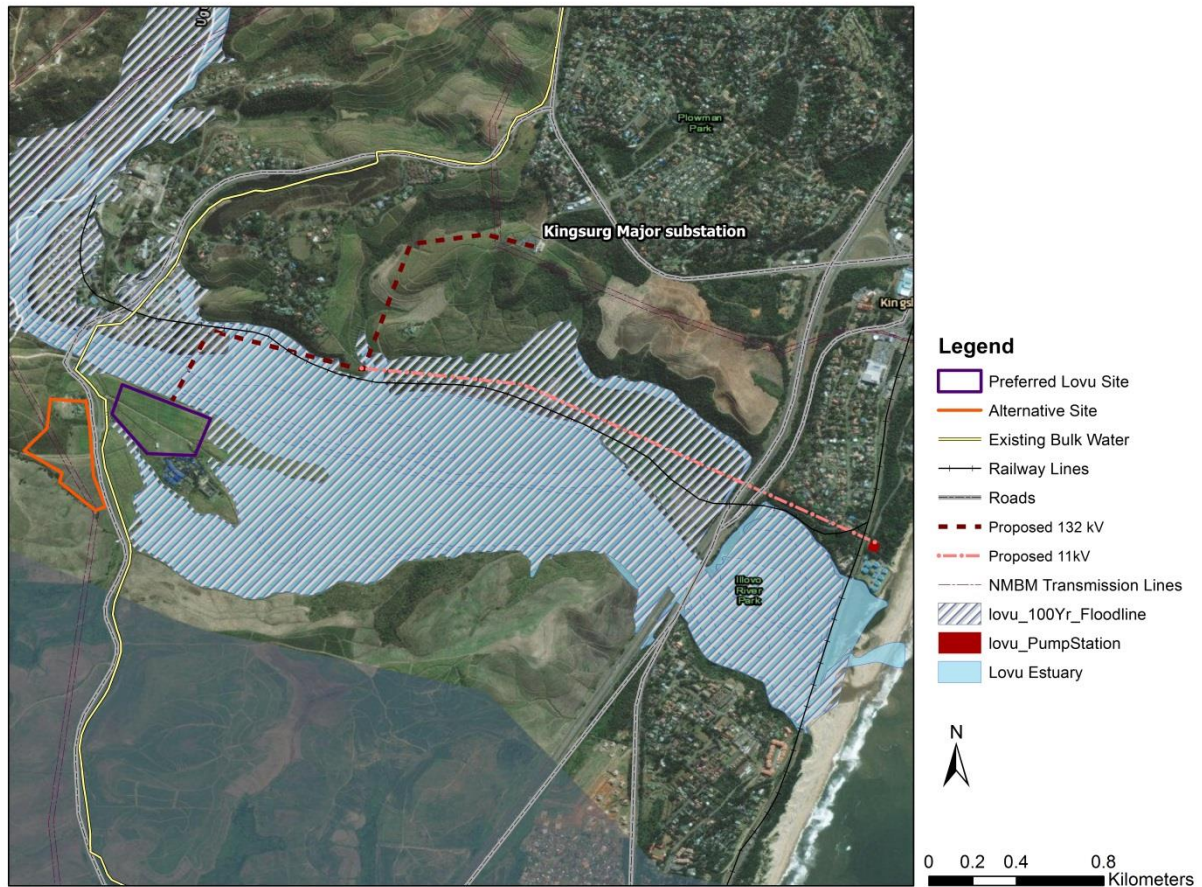 Plowman
Park
Kingsurg Major substation
Illovo
River
Park
Legend
Preferred Lovu Site
Alternative Site
Existing Bulk Water
Railway Lines
Roads
Proposed 132 kV
Proposed 11kV
NMBM Transmission Lines
lovu_100Yr_Floodline
lovu_PumpStation
Lovu Estuary
N
0 0.2 0.4 0.8
Kilometers